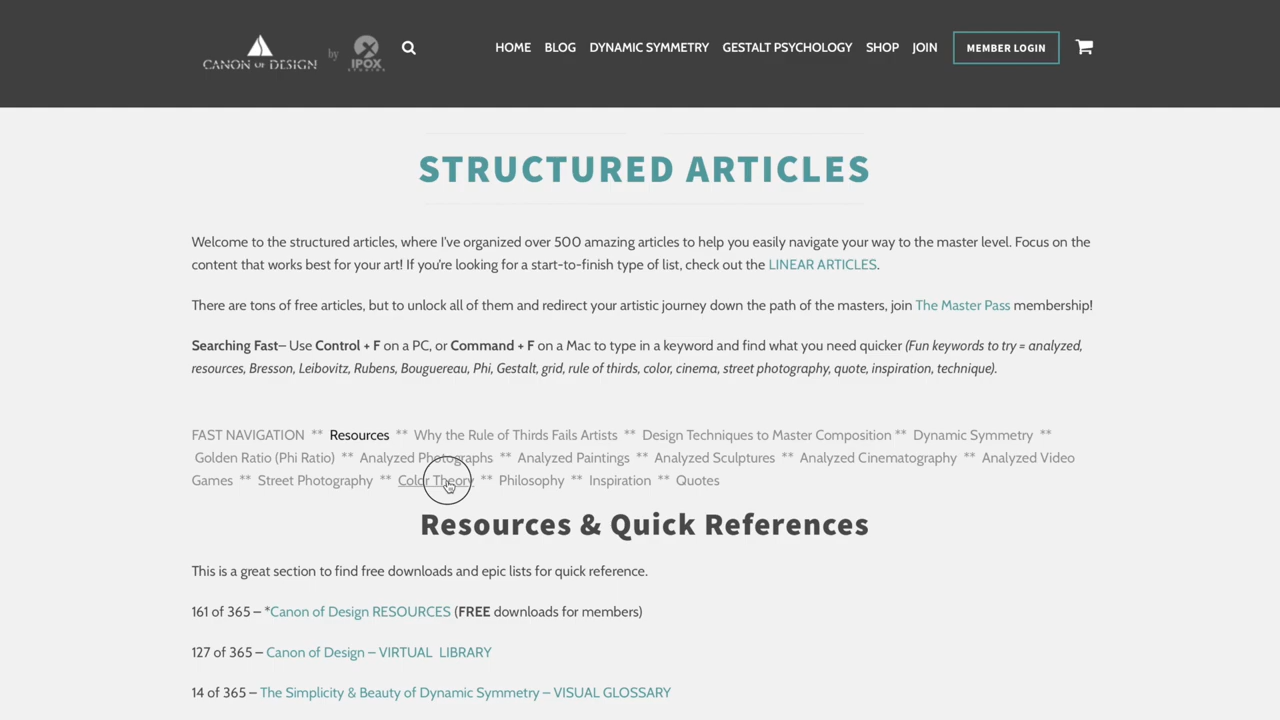 CANON OF DESIGN by IPOX STUDIOS HOME BLOG DYNAMIC SYMMETRY GESTALT PSYCHOLOGY SHOP JOIN MEMBER LOGIN
STRUCTURED ARTICLES
Welcome to the structured articles, where I've organized over 500 amazing articles to help you easily navigate your way to the master level. Focus on the
content that works best for your art! If you're looking for a start-to-finish type of list, check out the LINEAR ARTICLES.
There are tons of free articles, but to unlock all of them and redirect your artistic journey down the path of the masters, join The Master Pass membership!
Searching Fast– Use Control + F on a PC, or Command + F on a Mac to type in a keyword and find what you need quicker (Fun keywords to try = analyzed,
resources, Bresson, Leibovitz, Rubens, Bouguereau, Phi, Gestalt, grid, rule of thirds, color, cinema, street photography, quote, inspiration, technique).
FAST NAVIGATION ** Resources ** Why the Rule of Thirds Fails Artists ** Design Techniques to Master Composition ** Dynamic Symmetry **
Golden Ratio (Phi Ratio) ** Analyzed Photographs ** Analyzed Paintings ** Analyzed Sculptures ** Analyzed Cinematography ** Analyzed Video
Games ** Street Photography ** Color Theory ** Philosophy ** Inspiration ** Quotes
Resources & Quick References
This is a great section to find free downloads and epic lists for quick reference.
161 of 365 – *Canon of Design RESOURCES (FREE downloads for members)
127 of 365 – Canon of Design – VIRTUAL LIBRARY
14 of 365 – The Simplicity & Beauty of Dynamic Symmetry – VISUAL GLOSSARY